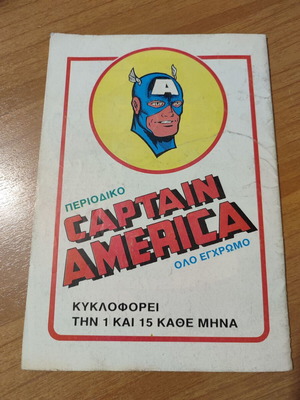 A
ΠΕΡΙΟΔΙΚΟ
CAPTAIN
AMERICA
ΟΛΟ ΕΓΧΡΩΜΟ
ΚΥΚΛΟΦΟΡΕΙ
ΤΗΝ 1 ΚΑΙ 15 ΚΑΘΕ ΜΗΝΑ